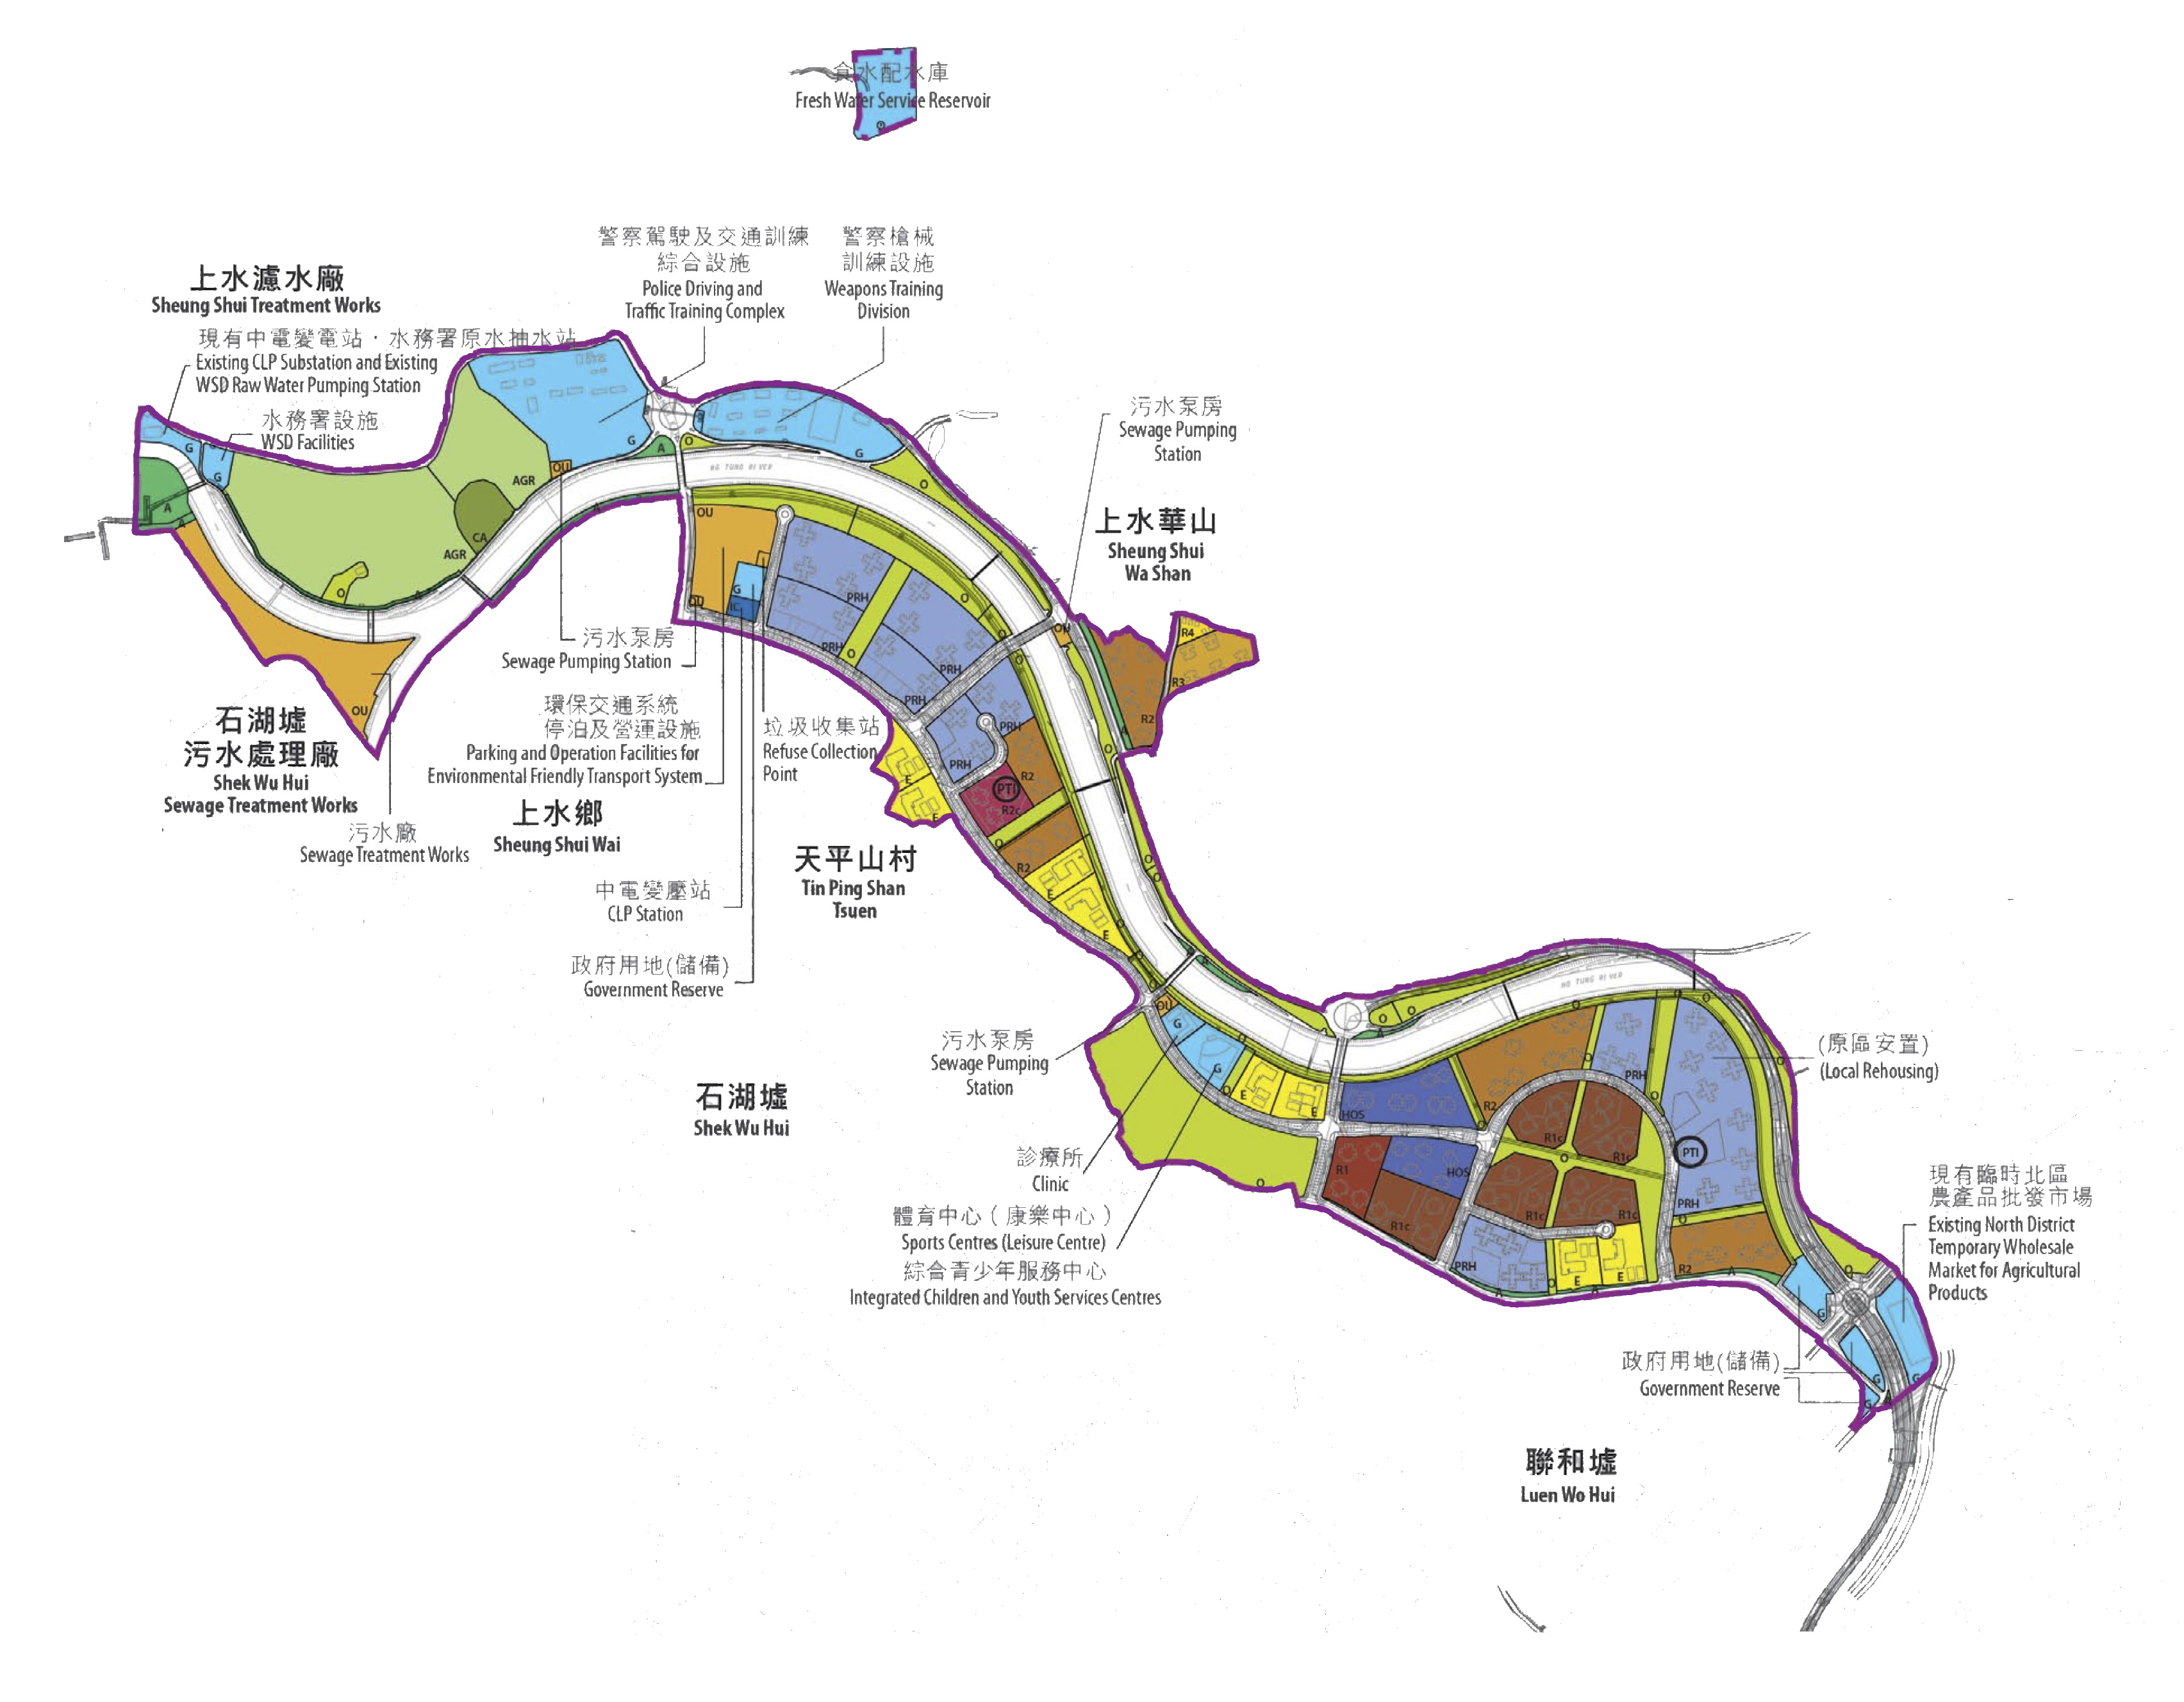 食水配水庫
Fresh Water Service Reservoir
警察駕駛及交通訓練
綜合設施
Police Driving and
Traffic Training Complex
警察槍械
訓練設施
Weapons Training
Division
上水濾水廠
Sheung Shui Treatment Works
現有中電變電站．水務署原水抽水站
Existing CLP Substation and Existing
WSD Raw Water Pumping Station
水務署設施
WSD Facilities
污水泵房
Sewage Pumping
Station
上水華山
Sheung Shui
Wa Shan
G
G
A
A
O
AGR
AGR
CA
A
OU
G
A
O
G
O
NG TUNG RIVER
A
OU
OU
G
IC
OU
PRH
PRH
PRH
PRH
O
O
O
O
OU
R4
R3
R2
A
O
PRH
PRH
R2
PTI
R2c
O
R2
E
E
E
E
O
O
O
O
污水泵房
Sewage Pumping Station
環保交通系統
停泊及營運設施
Parking and Operation Facilities for
Environmental Friendly Transport System
垃圾收集站
Refuse Collection
Point
石湖墟
污水處理廠
Shek Wu Hui
Sewage Treatment Works
上水鄉
Sheung Shui Wai
污水廠
Sewage Treatment Works
天平山村
Tin Ping Shan
Tsuen
中電變壓站
CLP Station
政府用地(儲備)
Government Reserve
污水泵房
Sewage Pumping
Station
石湖墟
Shek Wu Hui
診療所
Clinic
體育中心（康樂中心）
Sports Centres (Leisure Centre)
綜合青少年服務中心
Integrated Children and Youth Services Centres
OU
G
G
O
O
E
E
O
O
O
A
NG TUNG RIVER
O
O
O
O
HOS
HOS
R1
R1c
R2
O
PRH
O
R1c
R1c
O
R1c
R1c
PTI
PRH
O
R2
PRH
O
E
E
A
A
A
O
G
G
G
G
(原區安置)
(Local Rehousing)
現有臨時北區
農產品批發市場
Existing North District
Temporary Wholesale
Market for Agricultural
Products
政府用地(儲備)
Government Reserve
聯和墟
Luen Wo Hui